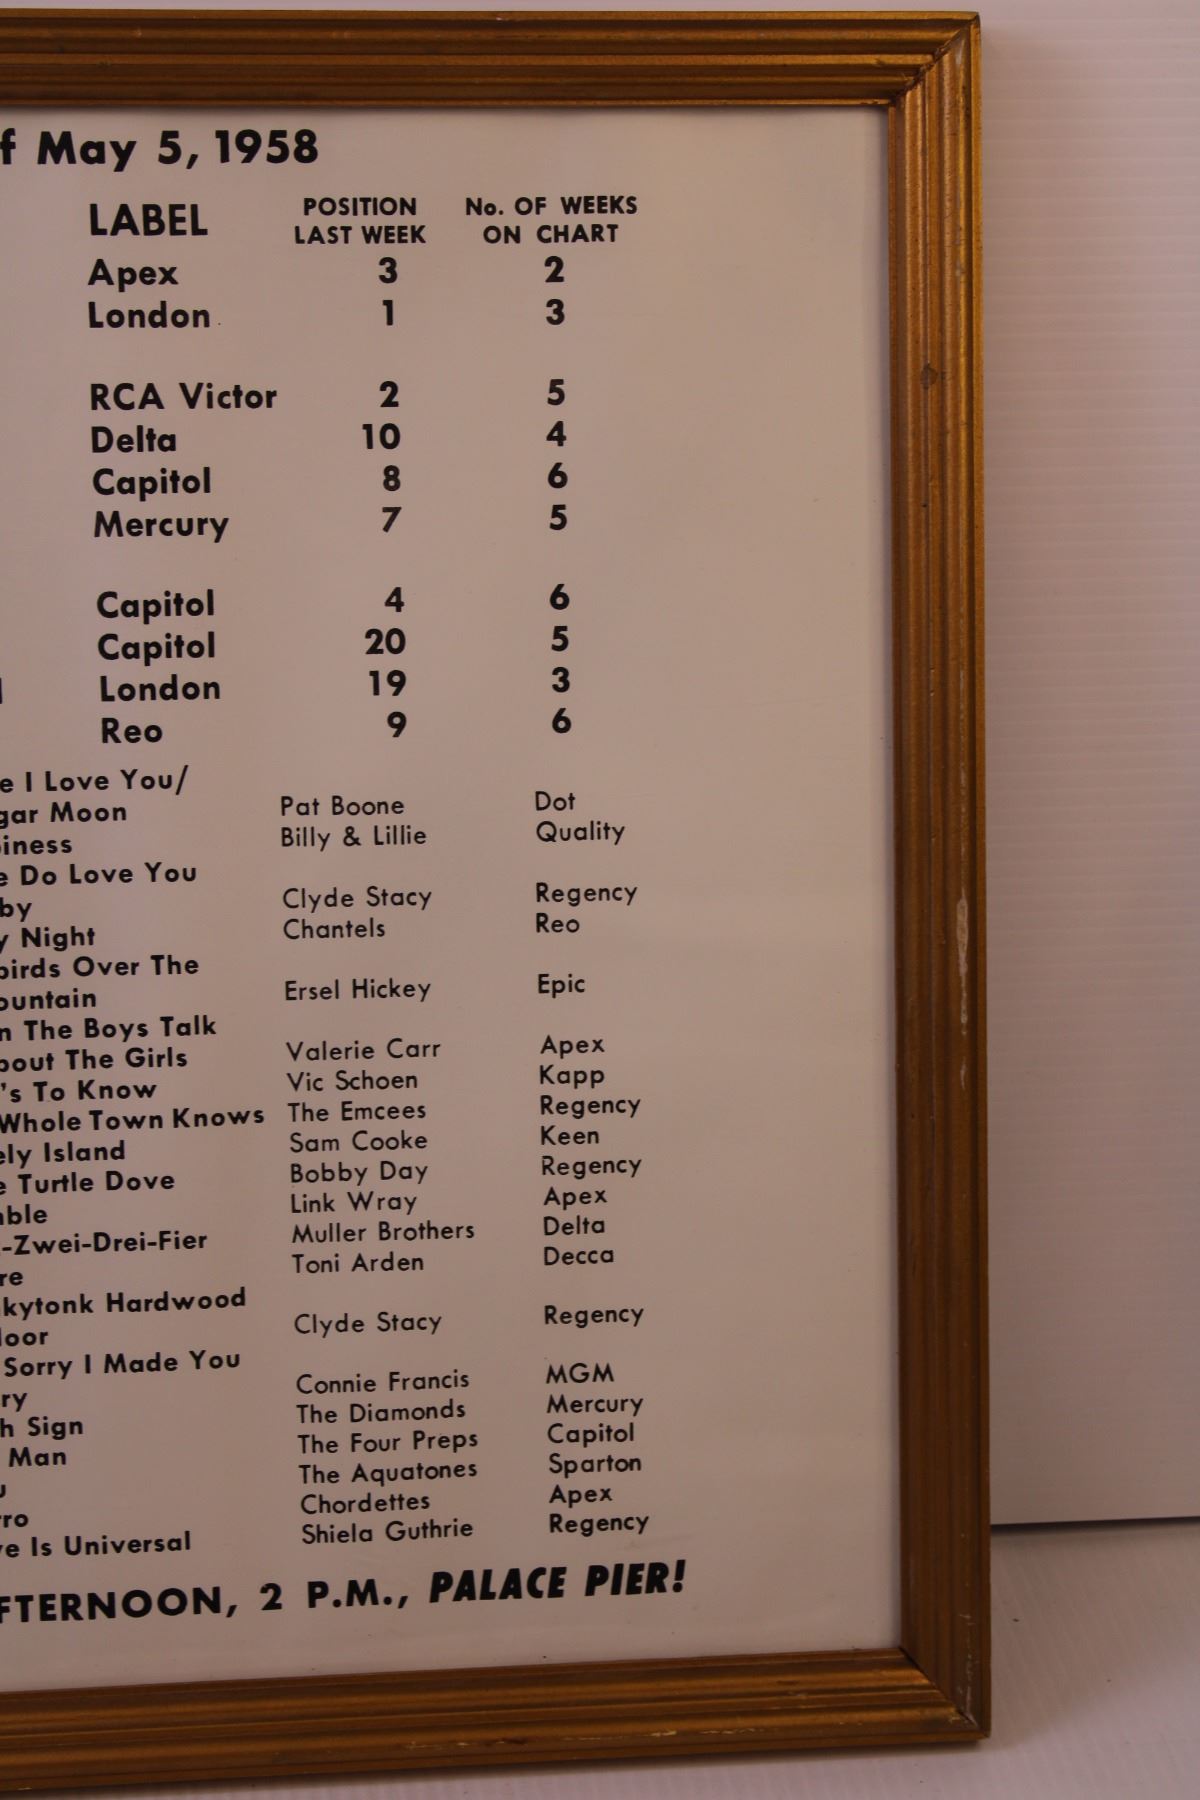 f May 5, 1958
LABEL POSITION LAST WEEK No. OF WEEKS ON CHART
Apex 3 2
London 1 3
RCA Victor 2 5
Delta 10 4
Capitol 8 6
Mercury 7 5
Capitol 4 6
Capitol 20 5
London 19 3
Reo 9 6
e I Love You/
gar Moon Pat Boone Dot
iness Billy & Lillie Quality
e Do Love You
by Clyde Stacy Regency
y Night Chantels Reo
birds Over The
ountain Ersel Hickey Epic
n The Boys Talk
bout The Girls Valerie Carr Apex
's To Know Vic Schoen Kapp
Whole Town Knows The Emcees Regency
ely Island Sam Cooke Keen
e Turtle Dove Bobby Day Regency
mble Link Wray Apex
-Zwei-Drei-Fier Muller Brothers Delta
re Toni Arden Decca
kytonk Hardwood
loor Clyde Stacy Regency
Sorry I Made You
ry Connie Francis MGM
h Sign The Diamonds Mercury
Man The Four Preps Capitol
u The Aquatones Sparton
rro Chordettes Apex
ve Is Universal Shiela Guthrie Regency
FTERNOON, 2 P.M., PALACE PIER!